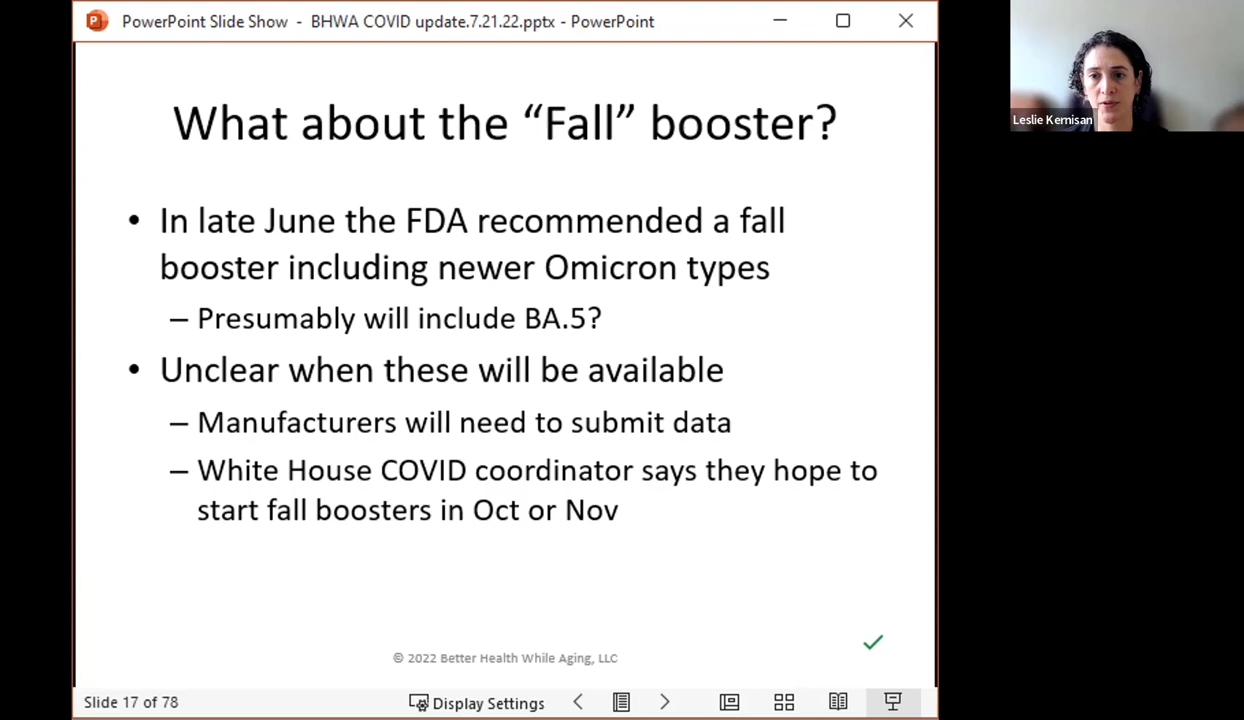 PowerPoint Slide Show - BHWA COVID update.7.21.22.pptx - PowerPoint
What about the “Fall” booster?
• In late June the FDA recommended a fall
booster including newer Omicron types
– Presumably will include BA.5?
• Unclear when these will be available
– Manufacturers will need to submit data
– White House COVID coordinator says they hope to
start fall boosters in Oct or Nov
© 2022 Better Health While Aging, LLC
Slide 17 of 78
Display Settings
Leslie Kernisan